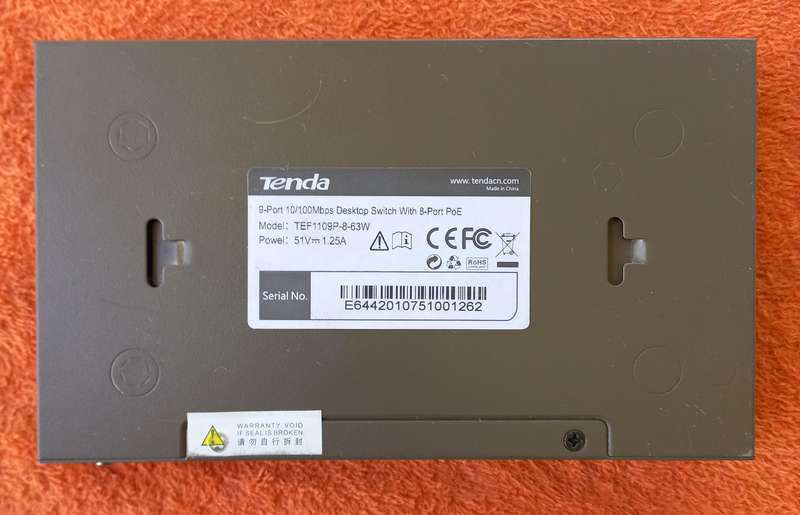 Tenda
www.tendacn.com
Made in China
9-Port 10/100Mbps Desktop Switch With 8-Port PoE
Model: TEF1109P-8-63W
Power: 51V⎓1.25A
CE FC
RoHS
Serial No.
E6442010751001262
WARRANTY VOID
IF SEAL IS BROKEN
请勿自行拆封